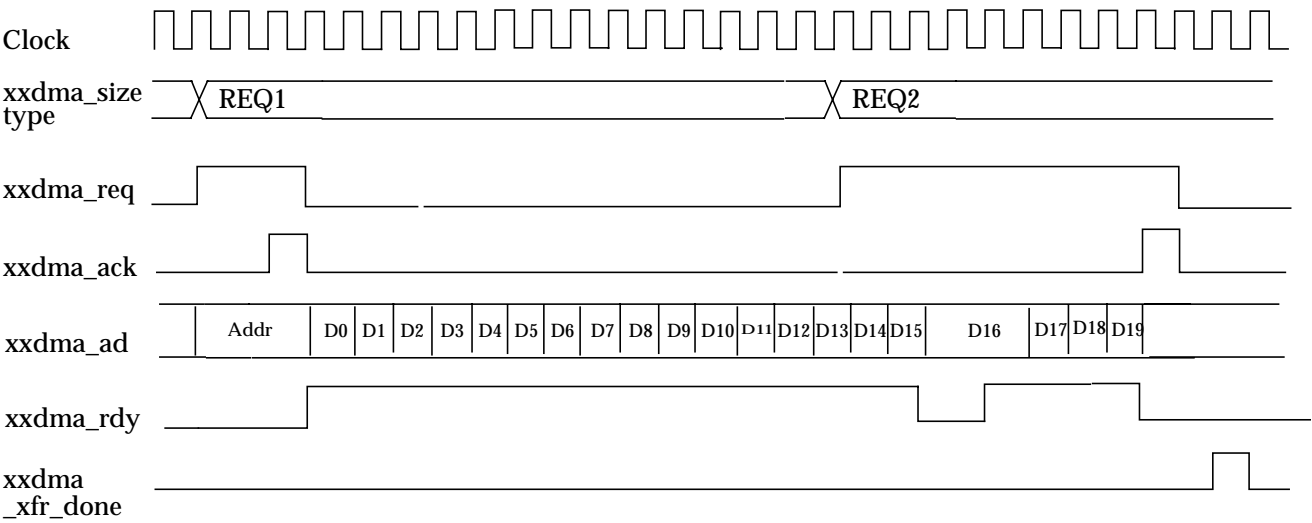 Clock
xxdma_size
type
REQ1
REQ2
xxdma_req
xxdma_ack
xxdma_ad
Addr D0 D1 D2 D3 D4 D5 D6 D7 D8 D9 D10 D11 D12 D13 D14 D15 D16 D17 D18 D19
xxdma_rdy
xxdma
_xfr_done